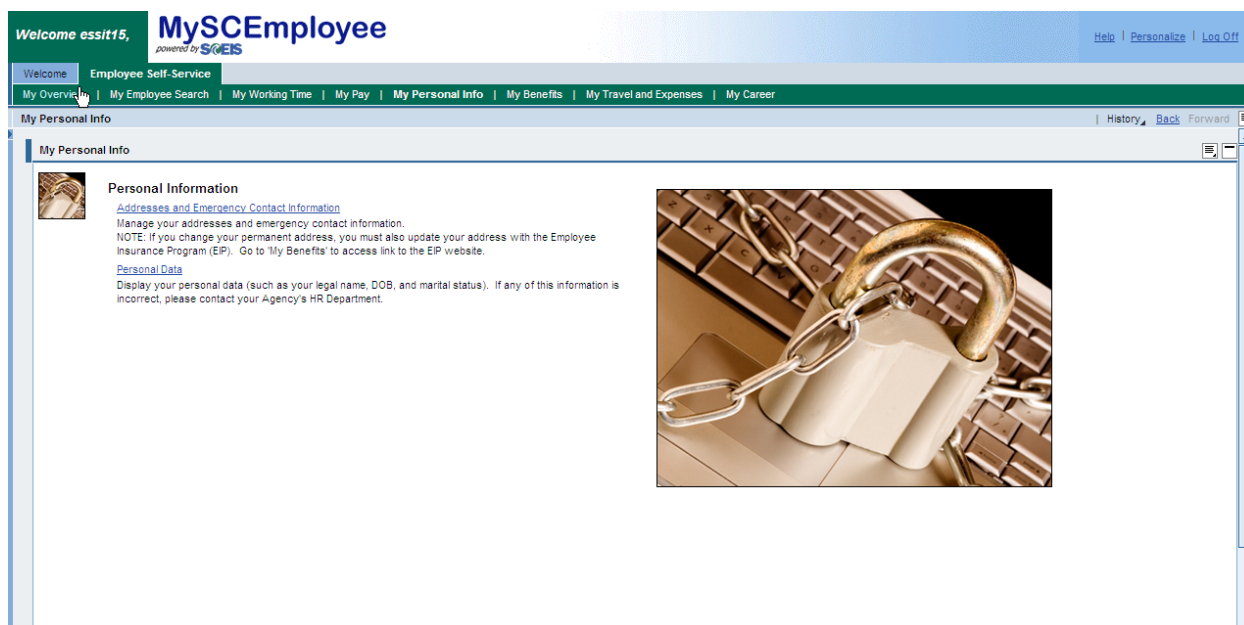 Welcome essit15,
MySCEmployee
powered by SCEIS
Help | Personalize | Log Off
Welcome Employee Self-Service
My Overview | My Employee Search | My Working Time | My Pay | My Personal Info | My Benefits | My Travel and Expenses | My Career
My Personal Info | History Back Forward
My Personal Info
Personal Information
Addresses and Emergency Contact Information
Manage your addresses and emergency contact information.
NOTE: If you change your permanent address, you must also update your address with the Employee
Insurance Program (EIP). Go to 'My Benefits' to access link to the EIP website.
Personal Data
Display your personal data (such as your legal name, DOB, and marital status). If any of this information is
incorrect, please contact your Agency's HR Department.